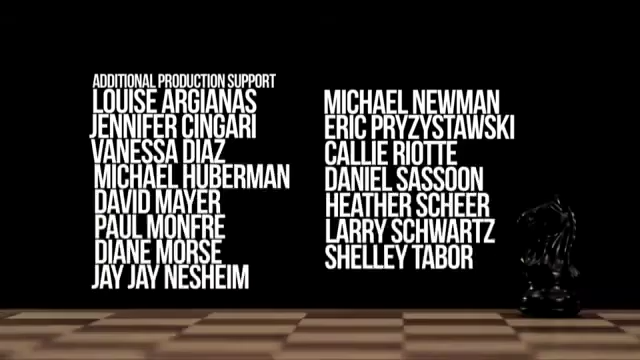 ADDITIONAL PRODUCTION SUPPORT
LOUISE ARGIANAS
JENNIFER CINGARI
VANESSA DIAZ
MICHAEL HUBERMAN
DAVID MAYER
PAUL MONFRE
DIANE MORSE
JAY JAY NESHEIM
MICHAEL NEWMAN
ERIC PRYZYSTAWSKI
CALLIE RIOTTE
DANIEL SASSOON
HEATHER SCHEER
LARRY SCHWARTZ
SHELLEY TABOR